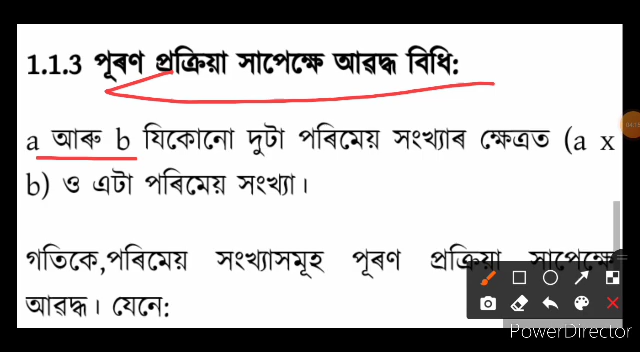 1.1.3 পূৰণ প্ৰক্ৰিয়া সাপেক্ষে আৱদ্ধ বিধি:
a আৰু b যিকোনো দুটা পৰিমেয় সংখ্যাৰ ক্ষেত্ৰত (a x
b) ও এটা পৰিমেয় সংখ্যা।
গতিকে,পৰিমেয় সংখ্যাসমূহ পূৰণ প্ৰক্ৰিয়া সাপেক্ষে
আৱদ্ধ। যেনে:
PowerDirector